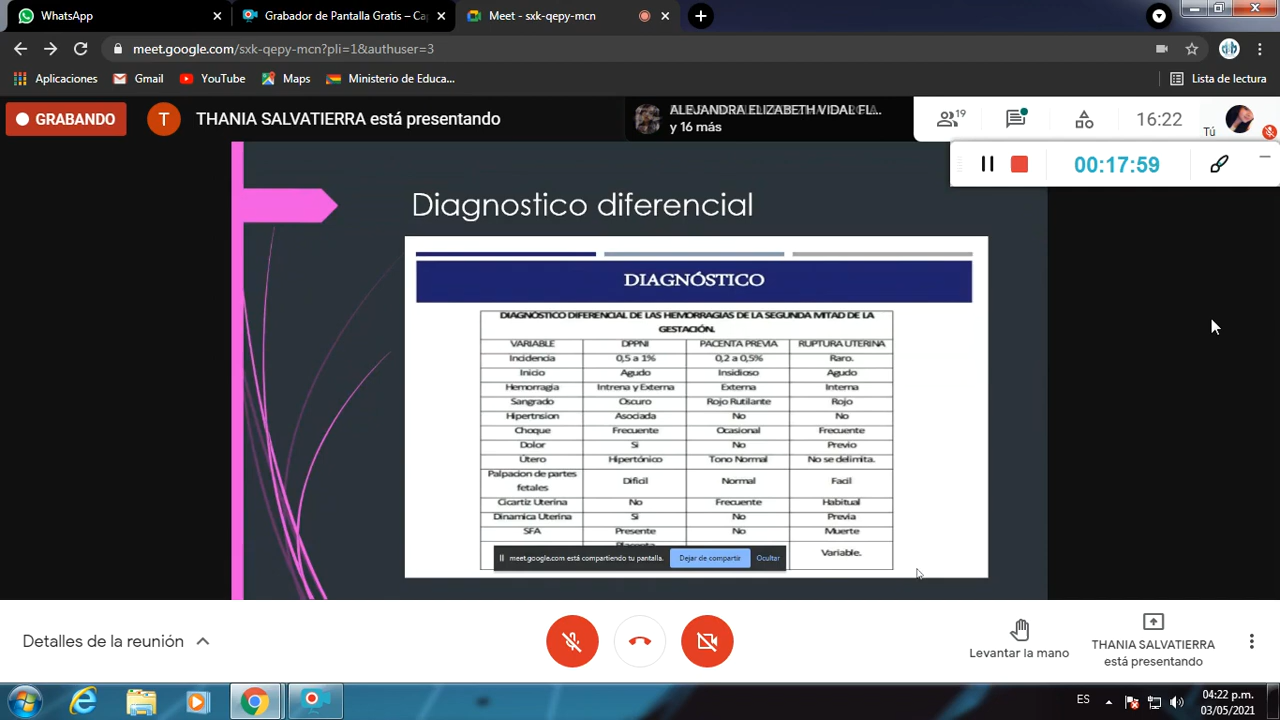 WhatsApp
Grabador de Pantalla Gratis – Ca
Meet - sxk-qepy-mcn
meet.google.com/sxk-qepy-mcn?pli=1&authuser=3
Aplicaciones
Gmail
YouTube
Maps
Ministerio de Educa...
Lista de lectura
GRABANDO
T
THANIA SALVATIERRA está presentando
ALEJANDRA ELIZABETH VIDAL FL...
y 16 más
19
16:22
Tú
00:17:59
Diagnostico diferencial
DIAGNÓSTICO
DIAGNÓSTICO DIFERENCIAL DE LAS HEMORRAGIAS DE LA SEGUNDA MITAD DE LA
GESTACIÓN.
VARIABLE DPPNI PACENTA PREVIA RUPTURA UTERINA
Incidencia 0,5 a 1% 0,2 a 0,5% Raro.
Inicio Agudo Insidioso Agudo
Hemorragia Intrena y Externa Externa Interna
Sangrado Oscuro Rojo Rutilante Rojo
Hipertnsion Asociada No No
Choque Frecuente Ocasional Frecuente
Dolor Si No Previo
Útero Hipertónico Tono Normal No se delimita.
Palpacion de partes
fetales Dificil Normal Facil
Cicartiz Uterina No Frecuente Habitual
Dinamica Uterina Si No Previa
SFA Presente No Muerte
Placenta
Variable.
meet.google.com está compartiendo tu pantalla.
Dejar de compartir
Ocultar
Detalles de la reunión
Levantar la mano
THANIA SALVATIERRA
está presentando
ES
04:22 p.m.
03/05/2021